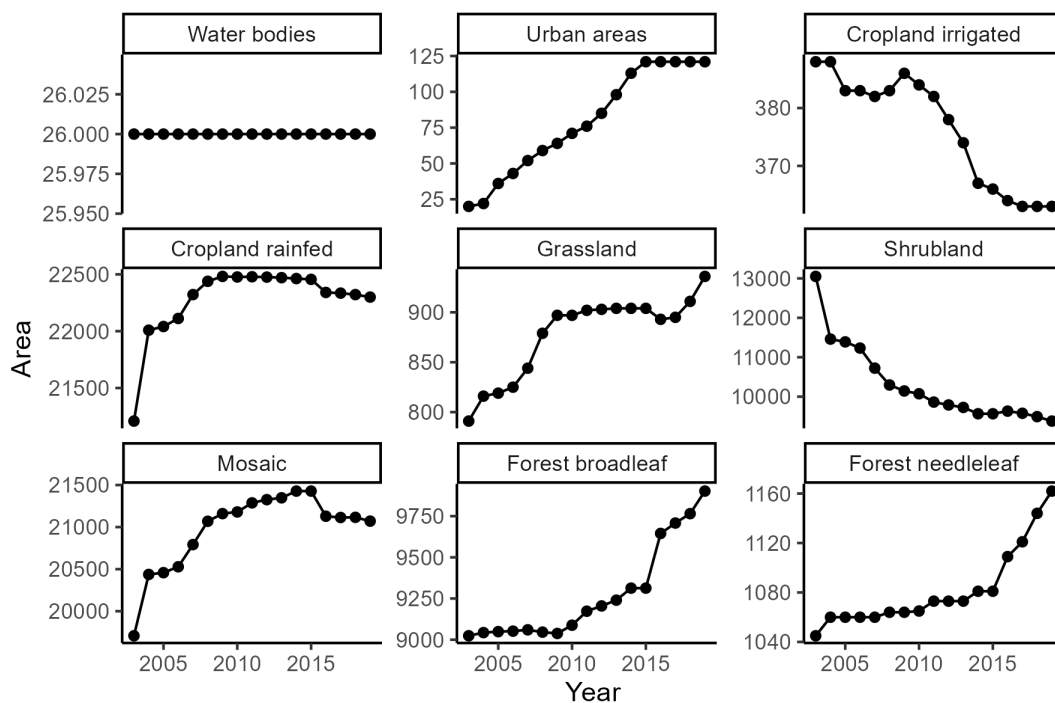 Water bodies
Urban areas
Cropland irrigated
26.025
26.000
25.975
25.950
125
100
75
50
25
380
370
Cropland rainfed
Grassland
Shrubland
22500
22000
21500
900
850
800
13000
12000
11000
10000
Mosaic
Forest broadleaf
Forest needleleaf
21500
21000
20500
20000
9750
9500
9250
9000
1160
1120
1080
1040
2005 2010 2015
2005 2010 2015
2005 2010 2015
Area
Year